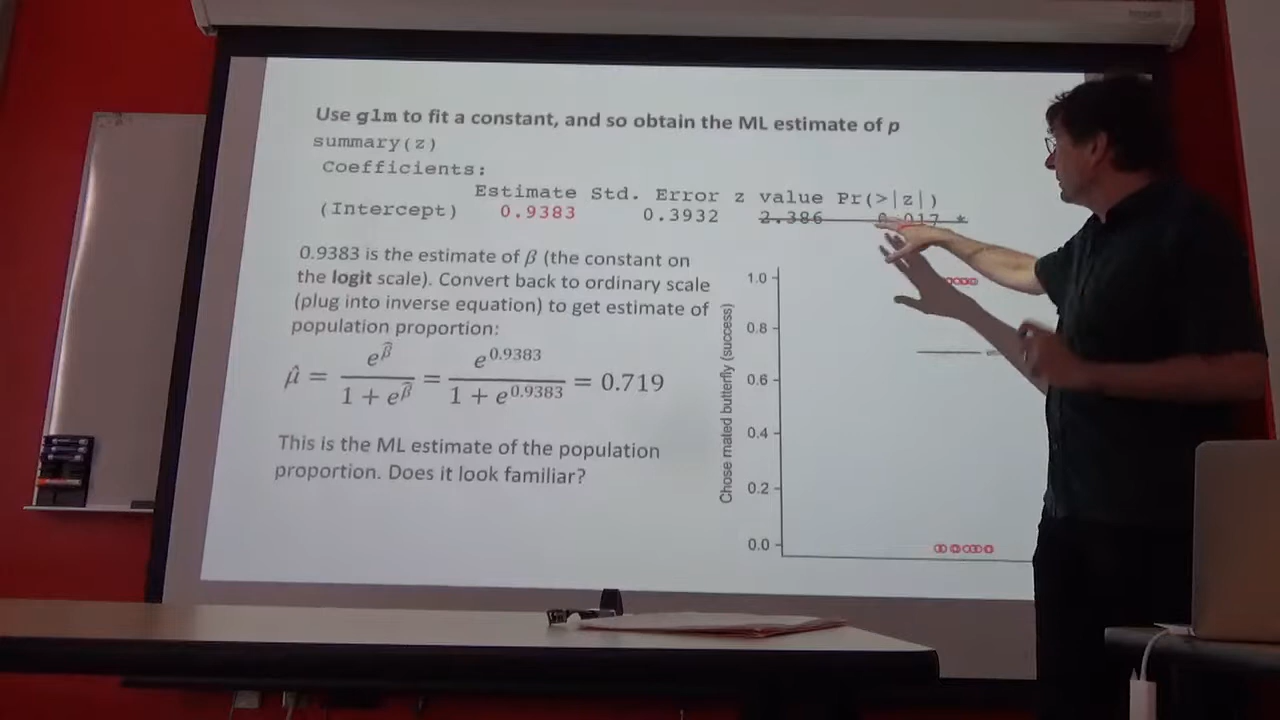 Use glm to fit a constant, and so obtain the ML estimate of p
summary(z)
Coefficients:
Estimate Std. Error z value Pr(>|z|)
(Intercept) 0.9383 0.3932 2.386 0.017 *
0.9383 is the estimate of β (the constant on
the logit scale). Convert back to ordinary scale
(plug into inverse equation) to get estimate of
population proportion:
μ̂ = e^β̂ / (1 + e^β̂) = e^0.9383 / (1 + e^0.9383) = 0.719
This is the ML estimate of the population
proportion. Does it look familiar?
Chose mated butterfly (success)
1.0
0.8
0.6
0.4
0.2
0.0